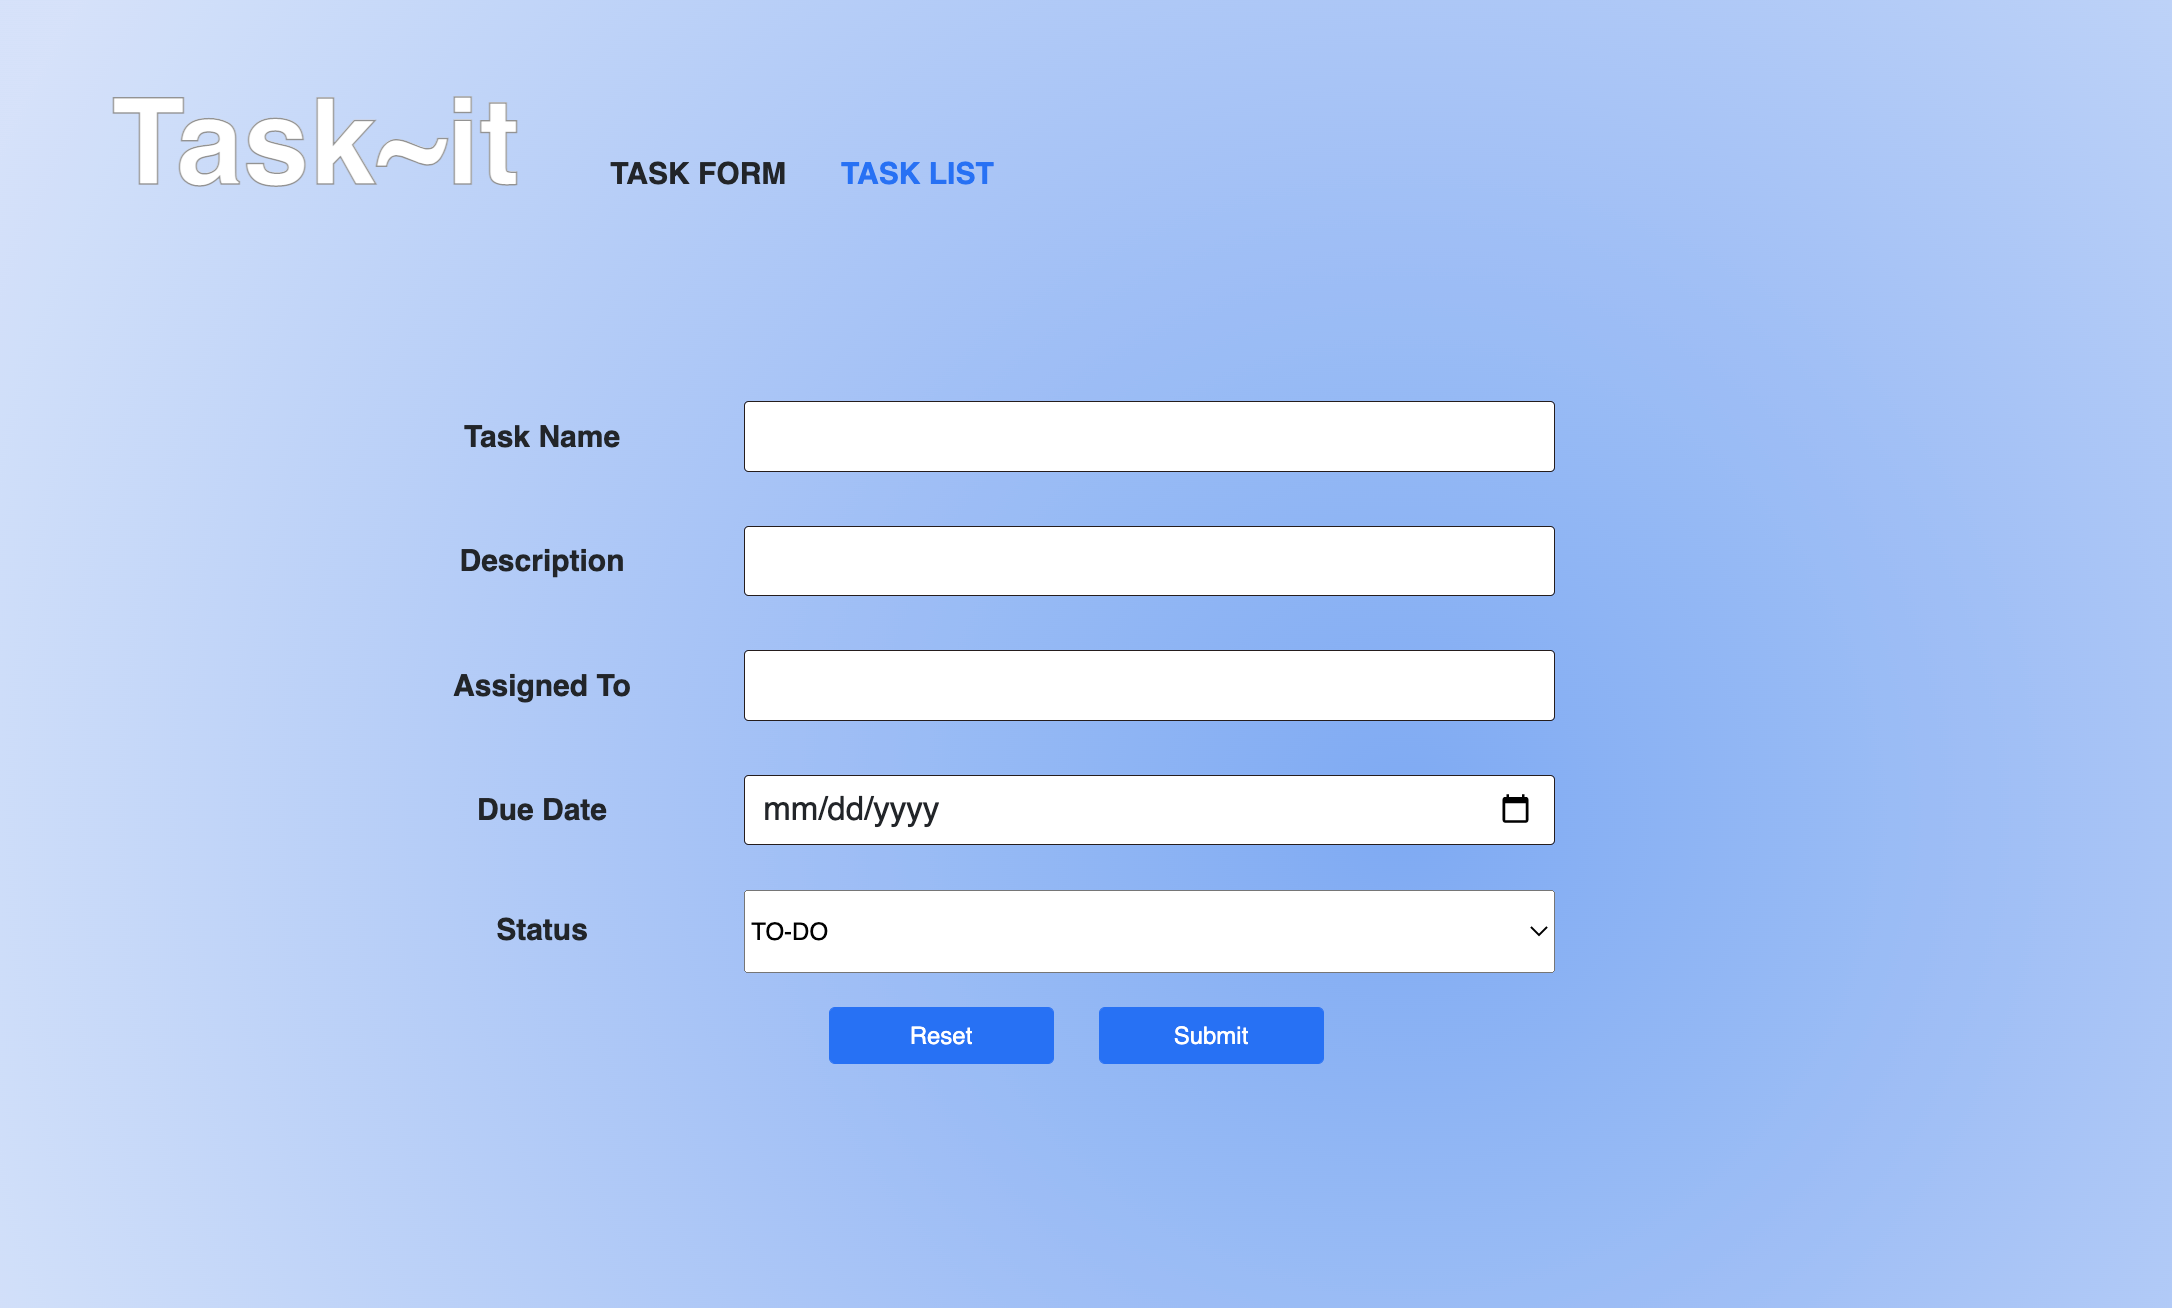 Task~it
TASK FORM TASK LIST
Task Name
Description
Assigned To
Due Date mm/dd/yyyy
Status TO-DO
Reset Submit